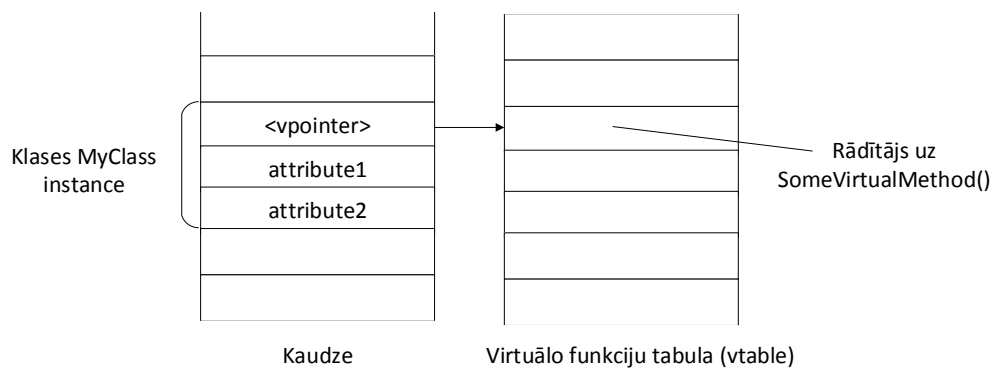 <vpointer>
Klases MyClass
instance
attribute1
attribute2
Rādītājs uz
SomeVirtualMethod()
Kaudze
Virtuālo funkciju tabula (vtable)